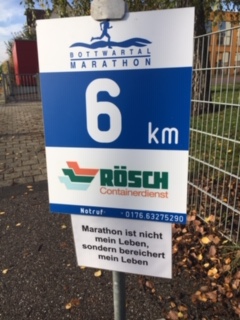 BOTTWARTAL
MARATHON
6 km
RÖSCH
Containerdienst
Notruf: 0176.63275290
Marathon ist nicht
mein Leben,
sondern bereichert
mein Leben